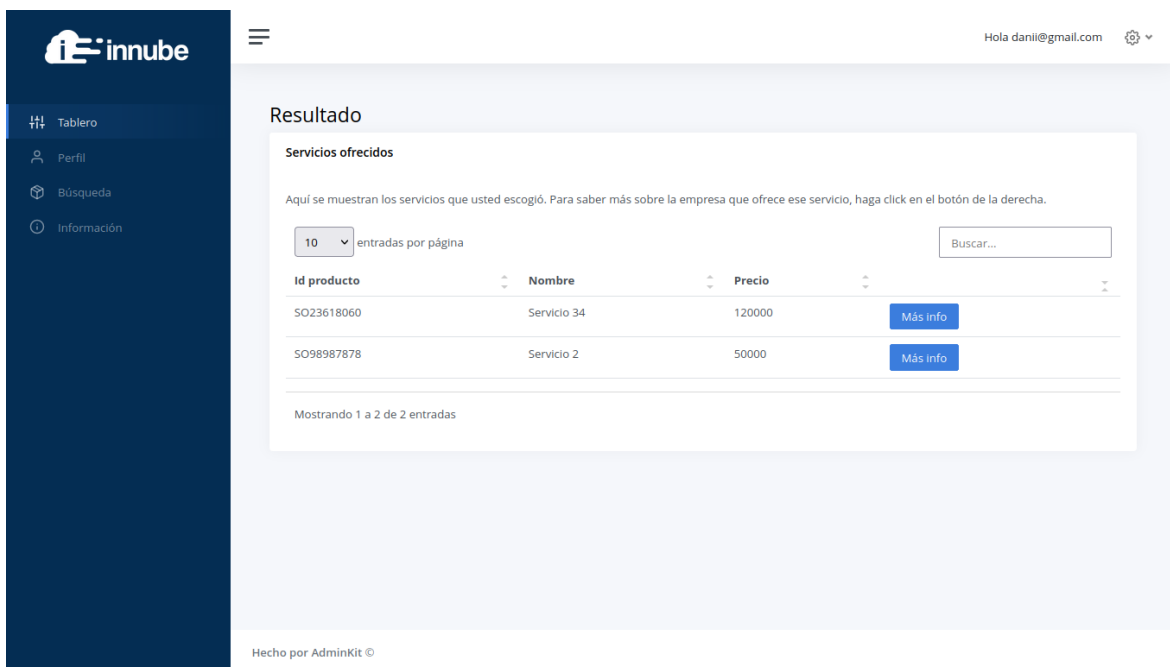 innube
Hola danii@gmail.com
Tablero
Perfil
Búsqueda
Información
Resultado
Servicios ofrecidos
Aquí se muestran los servicios que usted escogió. Para saber más sobre la empresa que ofrece ese servicio, haga click en el botón de la derecha.
10 entradas por página Buscar...
Id producto Nombre Precio
SO23618060 Servicio 34 120000 Más info
SO98987878 Servicio 2 50000 Más info
Mostrando 1 a 2 de 2 entradas
Hecho por AdminKit ©